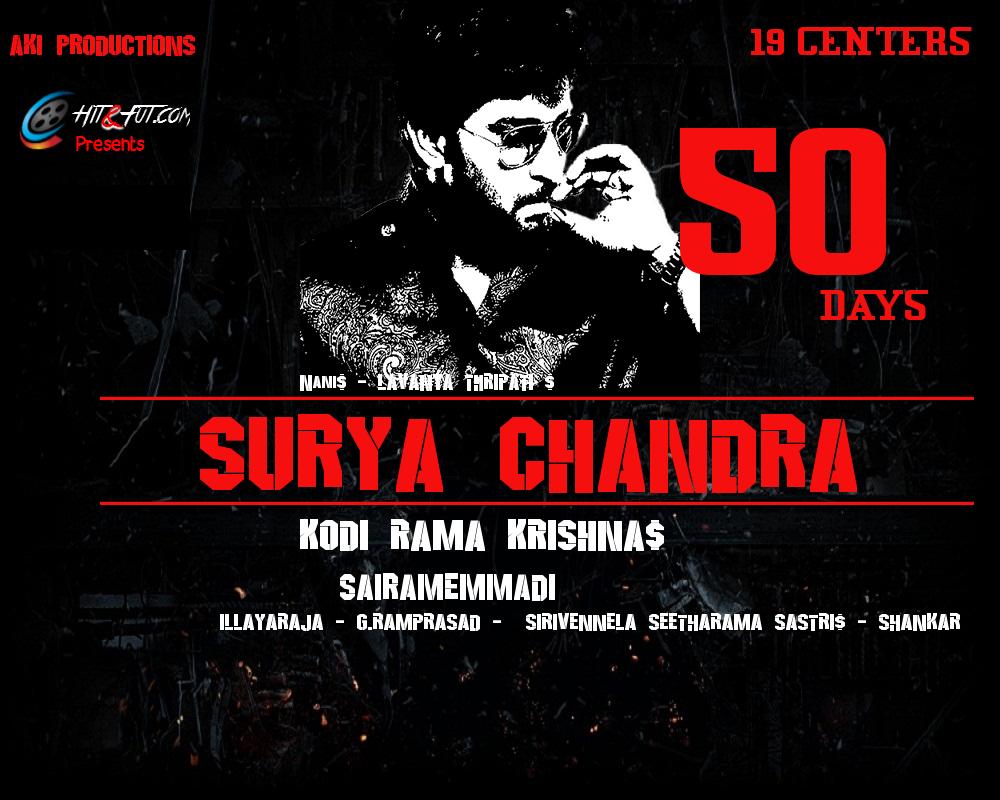 AKI PRODUCTIONS
19 CENTERS
HIT&FUT.COM
Presents
50
DAYS
NANI$ - LAVANYA THRIPATI $
SURYA CHANDRA
KODI RAMA KRISHNA$
SAIRAMEMMADI
ILLAYARAJA - G.RAMPRASAD - SIRIVENNELA SEETHARAMA SASTRI$ - SHANKAR